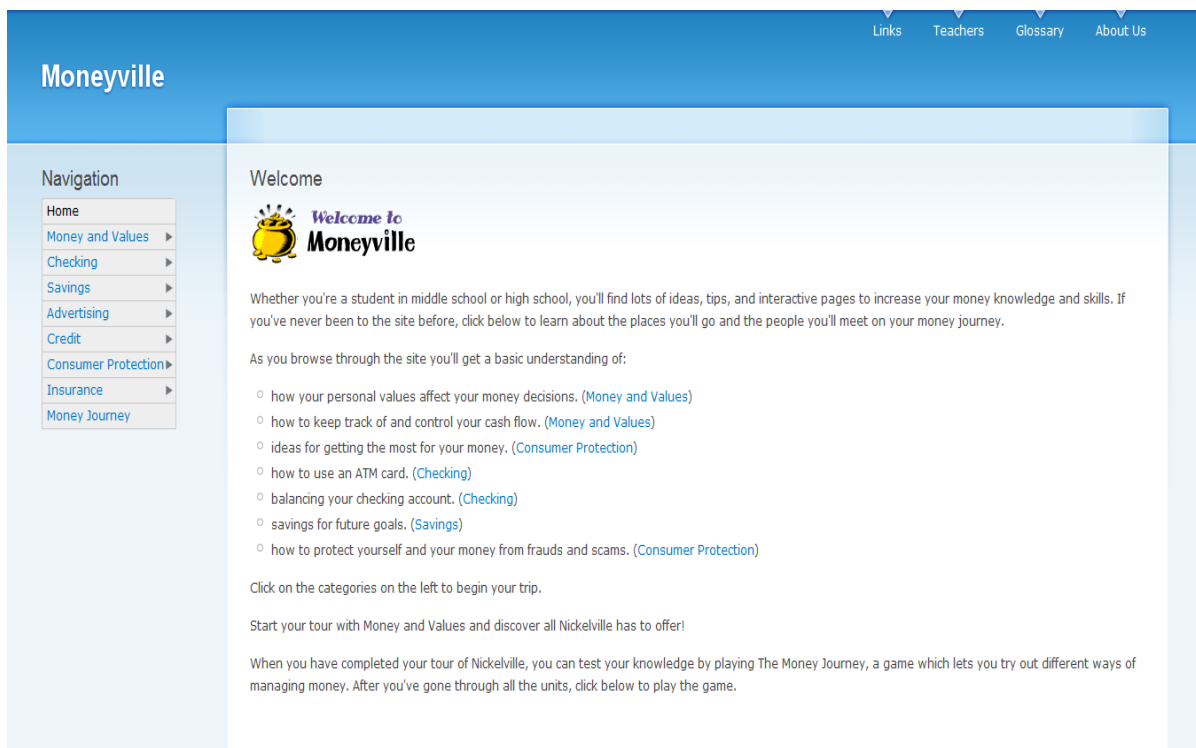 Links Teachers Glossary About Us
Moneyville
Navigation
Home
Money and Values
Checking
Savings
Advertising
Credit
Consumer Protection
Insurance
Money Journey
Welcome
Welcome to
Moneyville
Whether you're a student in middle school or high school, you'll find lots of ideas, tips, and interactive pages to increase your money knowledge and skills. If
you've never been to the site before, click below to learn about the places you'll go and the people you'll meet on your money journey.
As you browse through the site you'll get a basic understanding of:
how your personal values affect your money decisions. (Money and Values)
how to keep track of and control your cash flow. (Money and Values)
ideas for getting the most for your money. (Consumer Protection)
how to use an ATM card. (Checking)
balancing your checking account. (Checking)
savings for future goals. (Savings)
how to protect yourself and your money from frauds and scams. (Consumer Protection)
Click on the categories on the left to begin your trip.
Start your tour with Money and Values and discover all Nickelville has to offer!
When you have completed your tour of Nickelville, you can test your knowledge by playing The Money Journey, a game which lets you try out different ways of
managing money. After you've gone through all the units, click below to play the game.